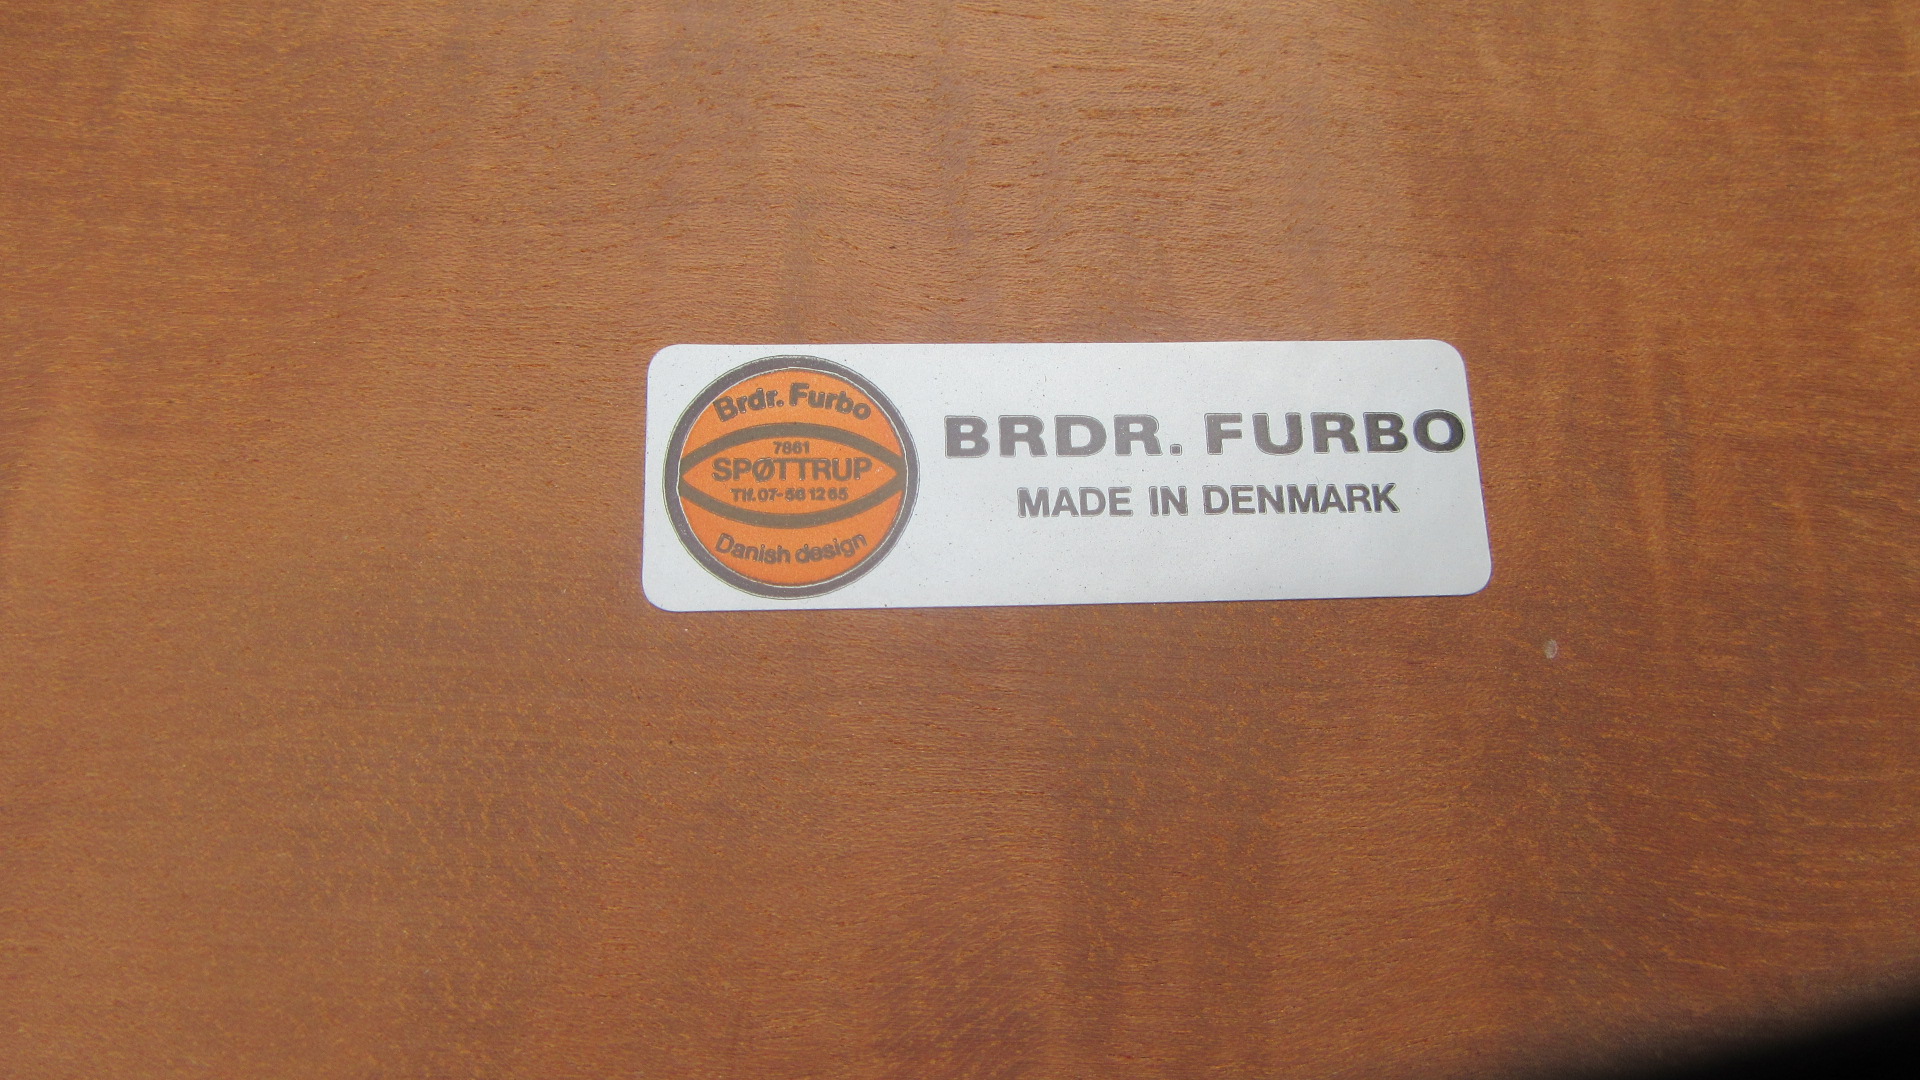 Brdr. Furbo
7861
SPØTTRUP
Tlf. 07-56 12 65
Danish design
BRDR. FURBO
MADE IN DENMARK